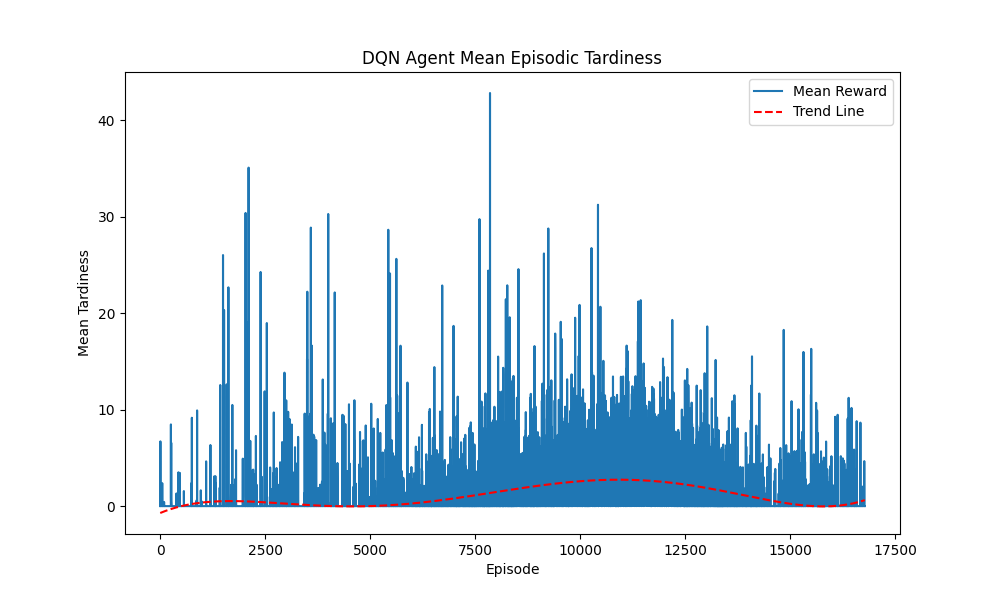 DQN Agent Mean Episodic Tardiness
Mean Reward
Trend Line
Mean Tardiness
40
30
20
10
0
0 2500 5000 7500 10000 12500 15000 17500
Episode